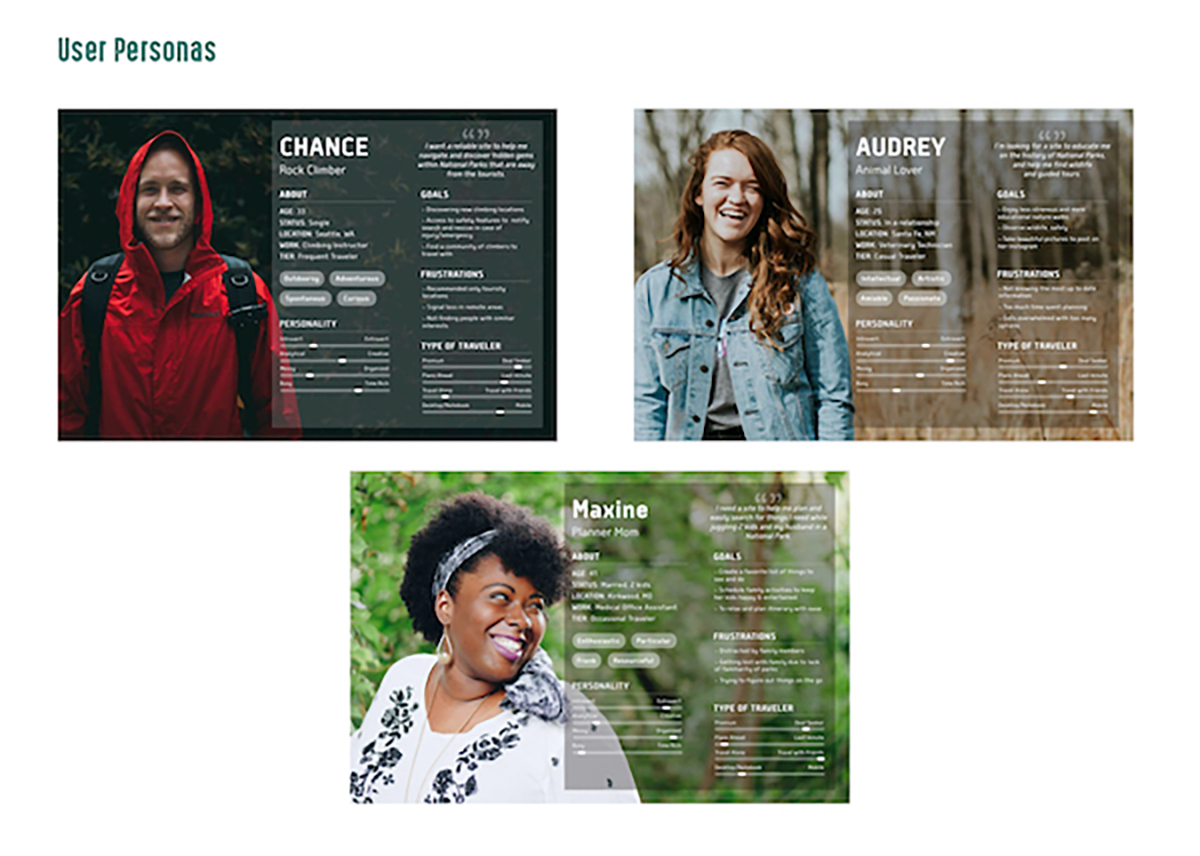 User Personas
CHANCE
Rock Climber
ABOUT
AGE: 33
STATUS: Single
LOCATION: Seattle, WA
WORK: Climbing Instructor
TIER: Frequent Traveler
Outdoorsy Adventurous
Spontaneous Curious
PERSONALITY
Introvert Extrovert
Analytical Creative
Messy Organized
Busy Time Rich
I want a reliable site to help me
navigate and discover hidden gems
within National Parks that are away
from the tourists.
GOALS
- Discovering new climbing locations
- Access to safety features to notify
search and rescue in case of
injury/emergency
- Find a community of climbers to
travel with
FRUSTRATIONS
- Recommended only touristy
locations
- Signal loss in remote areas
- Not finding people with similar
interests
TYPE OF TRAVELER
Premium Deal Seeker
Plans Ahead Last Minute
Travel Alone Travel with Friends
Desktop/Notebook Mobile
AUDREY
Animal Lover
ABOUT
AGE: 25
STATUS: In a relationship
LOCATION: Santa Fe, NM
WORK: Veterinary Technician
TIER: Casual Traveler
Intellectual Artistic
Amiable Passionate
PERSONALITY
Introvert Extrovert
Analytical Creative
Messy Organized
Busy Time Rich
I'm looking for a site to educate me
on the history of National Parks,
and help me find wildlife
and guided tours
GOALS
- Enjoy less strenuous and more
educational nature walks
- Observe wildlife safely
- Take beautiful pictures to post on
her Instagram
FRUSTRATIONS
- Not knowing the most up to date
information
- Too much time spent planning
- Gets overwhelmed with too many
options
TYPE OF TRAVELER
Premium Deal Seeker
Plans Ahead Last Minute
Travel Alone Travel with Friends
Desktop/Notebook Mobile
Maxine
Planner Mom
ABOUT
AGE: 41
STATUS: Married, 2 kids
LOCATION: Kirkwood, MO
WORK: Medical Office Assistant
TIER: Occasional Traveler
Enthusiastic Particular
Frank Resourceful
PERSONALITY
Introvert Extrovert
Analytical Creative
Messy Organized
Busy Time Rich
I need a site to help me plan and
easily search for things I need while
juggling 2 kids and my husband in a
National Park
GOALS
- Create a favorite list of things to
see and do
- Schedule family activities to keep
her kids happy & entertained
- To relax and plan itinerary with ease
FRUSTRATIONS
- Distracted by family members
- Getting lost with family due to lack
of familiarity of parks
- Trying to figure out things on the go
TYPE OF TRAVELER
Premium Deal Seeker
Plans Ahead Last Minute
Travel Alone Travel with Friends
Desktop/Notebook Mobile